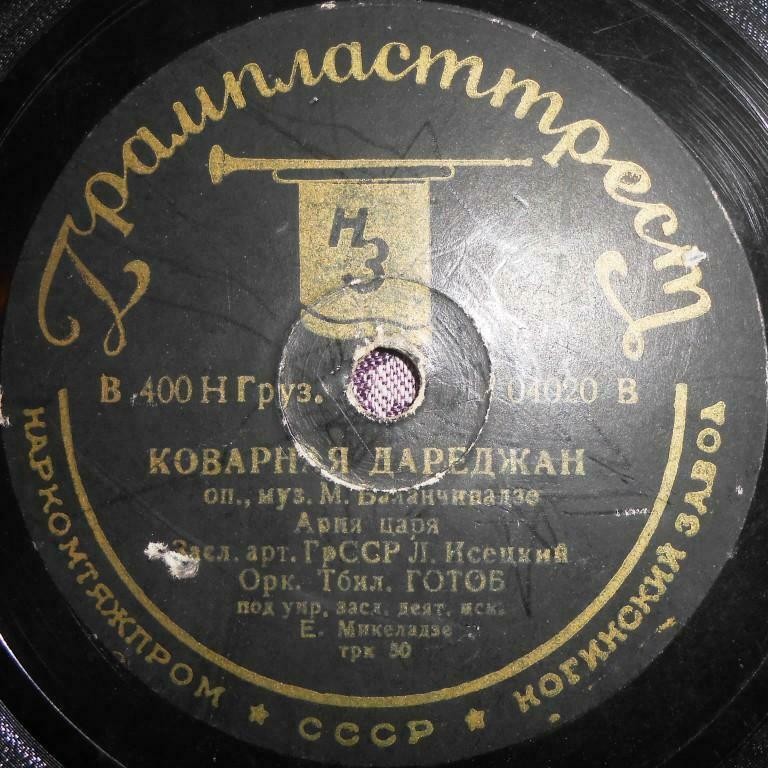 Грампласттрест
НЗ
В 400 Н Груз. 04020 В
КОВАРНАЯ ДАРЕДЖАН
оп., муз. М. Баланчивадзе
Ария царя
Засл. арт. ГрССР Л. Исецкий
Орк. Тбил. ГОТОБ
под упр. засл. деят. иск.
Е. Микеладзе
трк 50
НАРКОМТЯЖПРОМ ★ СССР ★ НОГИНСКИЙ ЗАВОД